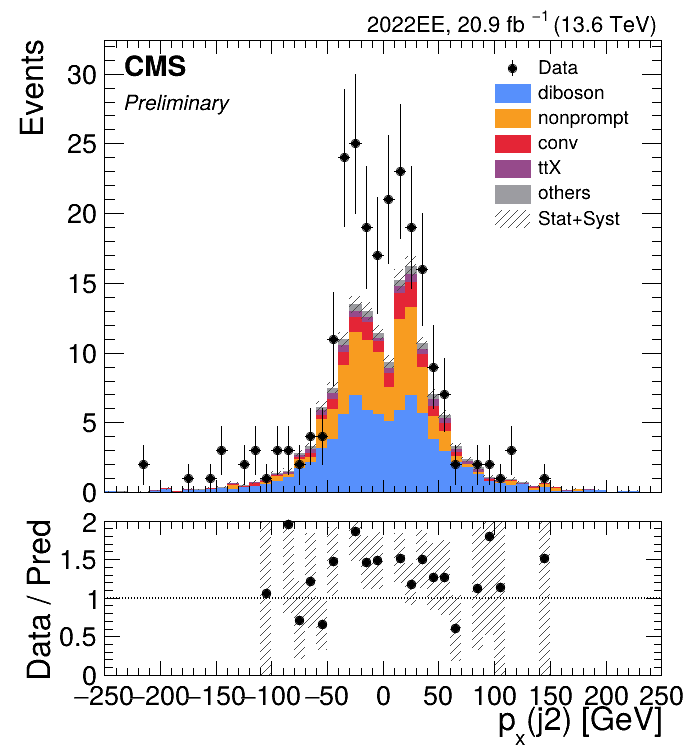 2022EE, 20.9 fb⁻¹ (13.6 TeV)
CMS
Preliminary
Events
30
25
20
15
10
5
0
Data
diboson
nonprompt
conv
ttX
others
Stat+Syst
Data / Pred
2
1.5
1
0.5
0
−250 −200 −150 −100 −50 0 50 100 150 200 250
pₓ(j2) [GeV]